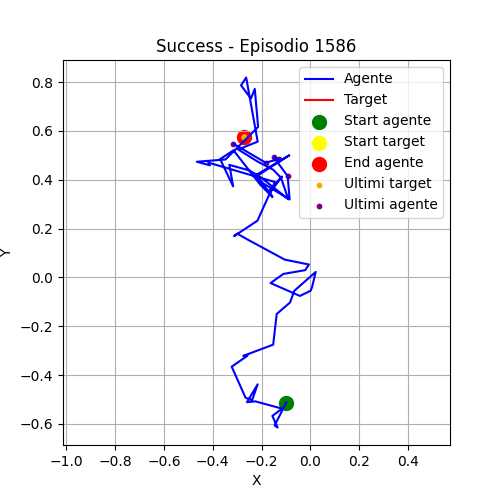 Success - Episodio 1586
Agente
Target
Start agente
Start target
End agente
Ultimi target
Ultimi agente
0.8
0.6
0.4
0.2
0.0
−0.2
−0.4
−0.6
Y
−1.0 −0.8 −0.6 −0.4 −0.2 0.0 0.2 0.4
X